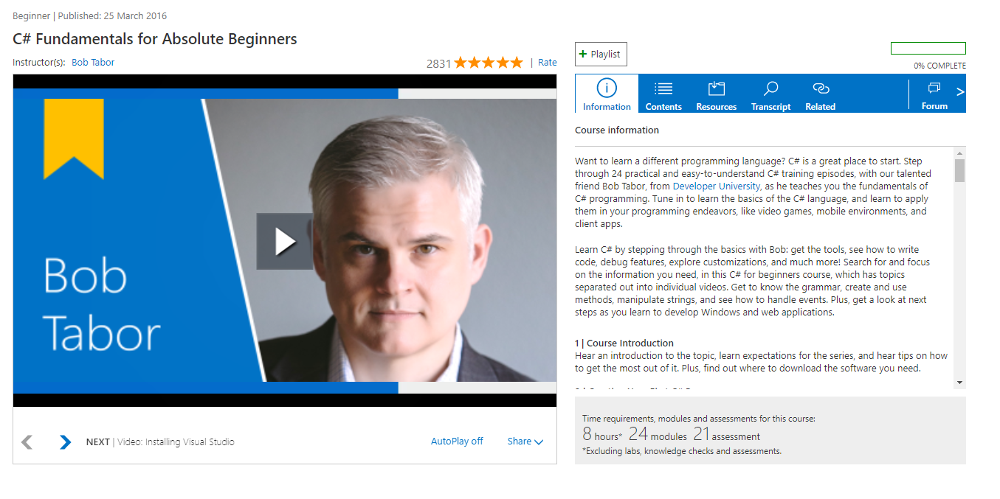 Beginner | Published: 25 March 2016
C# Fundamentals for Absolute Beginners
Instructor(s): Bob Tabor
2831 | Rate
Bob
Tabor
NEXT | Video: Installing Visual Studio
AutoPlay off
Share
+ Playlist
0% COMPLETE
Information
Contents
Resources
Transcript
Related
Forum
Course information
Want to learn a different programming language? C# is a great place to start. Step
through 24 practical and easy-to-understand C# training episodes, with our talented
friend Bob Tabor, from Developer University, as he teaches you the fundamentals of
C# programming. Tune in to learn the basics of the C# language, and learn to apply
them in your programming endeavors, like video games, mobile environments, and
client apps.
Learn C# by stepping through the basics with Bob: get the tools, see how to write
code, debug features, explore customizations, and much more! Search for and focus
on the information you need, in this C# for beginners course, which has topics
separated out into individual videos. Get to know the grammar, create and use
methods, manipulate strings, and see how to handle events. Plus, get a look at next
steps as you learn to develop Windows and web applications.
1 | Course Introduction
Hear an introduction to the topic, learn expectations for the series, and hear tips on how
to get the most out of it. Plus, find out where to download the software you need.
Time requirements, modules and assessments for this course:
8 hours* 24 modules 21 assessment
*Excluding labs, knowledge checks and assessments.